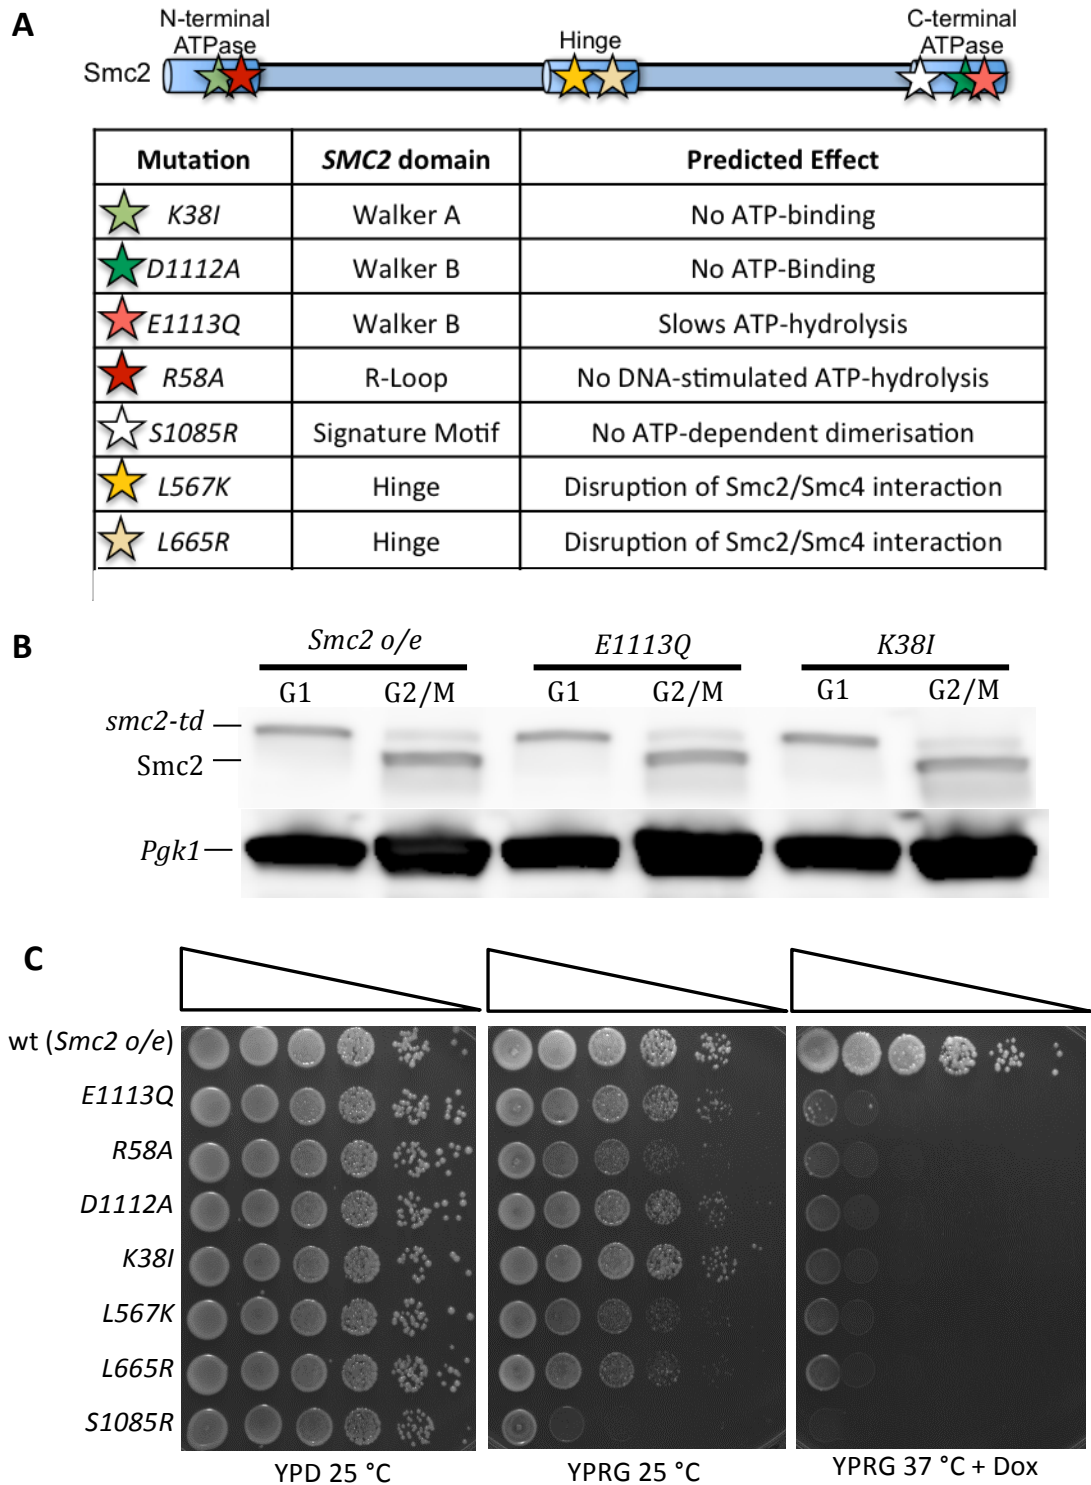 A
N-terminal
ATPase
Hinge
C-terminal
ATPase
Smc2
Mutation SMC2 domain Predicted Effect
K38I Walker A No ATP-binding
D1112A Walker B No ATP-Binding
E1113Q Walker B Slows ATP-hydrolysis
R58A R-Loop No DNA-stimulated ATP-hydrolysis
S1085R Signature Motif No ATP-dependent dimerisation
L567K Hinge Disruption of Smc2/Smc4 interaction
L665R Hinge Disruption of Smc2/Smc4 interaction
B
Smc2 o/e E1113Q K38I
G1 G2/M G1 G2/M G1 G2/M
smc2-td
Smc2
Pgk1
C
wt (Smc2 o/e)
E1113Q
R58A
D1112A
K38I
L567K
L665R
S1085R
YPD 25 °C YPRG 25 °C YPRG 37 °C + Dox